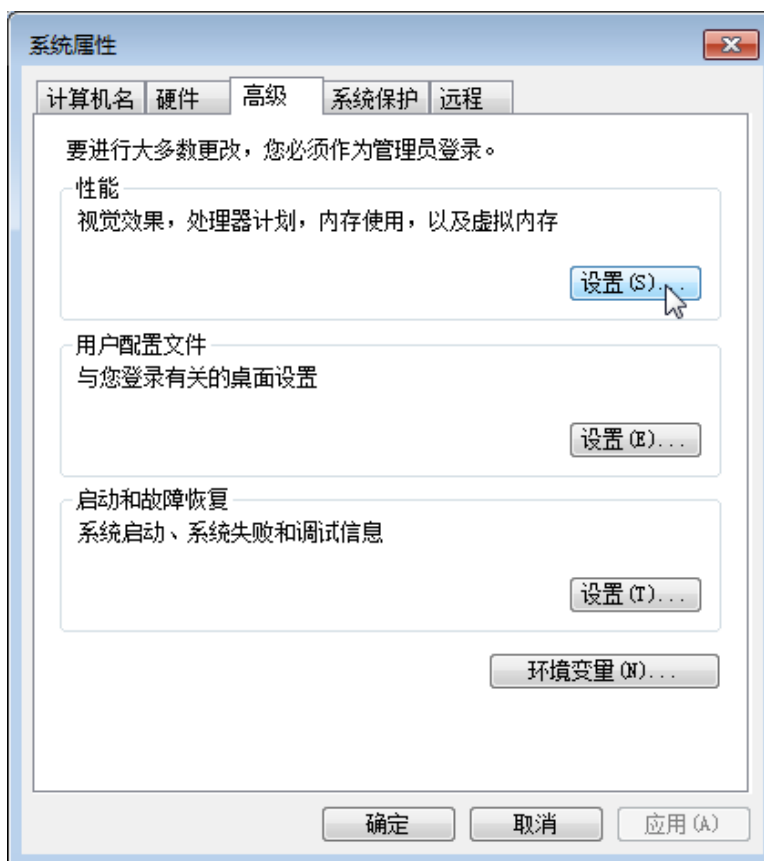 系统属性
计算机名 硬件 高级 系统保护 远程
要进行大多数更改，您必须作为管理员登录。
性能
视觉效果，处理器计划，内存使用，以及虚拟内存
设置(S)...
用户配置文件
与您登录有关的桌面设置
设置(E)...
启动和故障恢复
系统启动、系统失败和调试信息
设置(T)...
环境变量(N)...
确定 取消 应用(A)